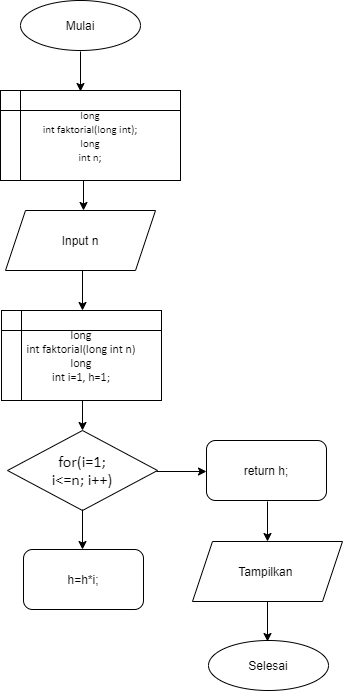 Mulai
long
int faktorial(long int);
long
int n;
Input n
long
int faktorial(long int n)
long
int i=1, h=1;
for(i=1;
i<=n; i++)
return h;
h=h*i;
Tampilkan
Selesai